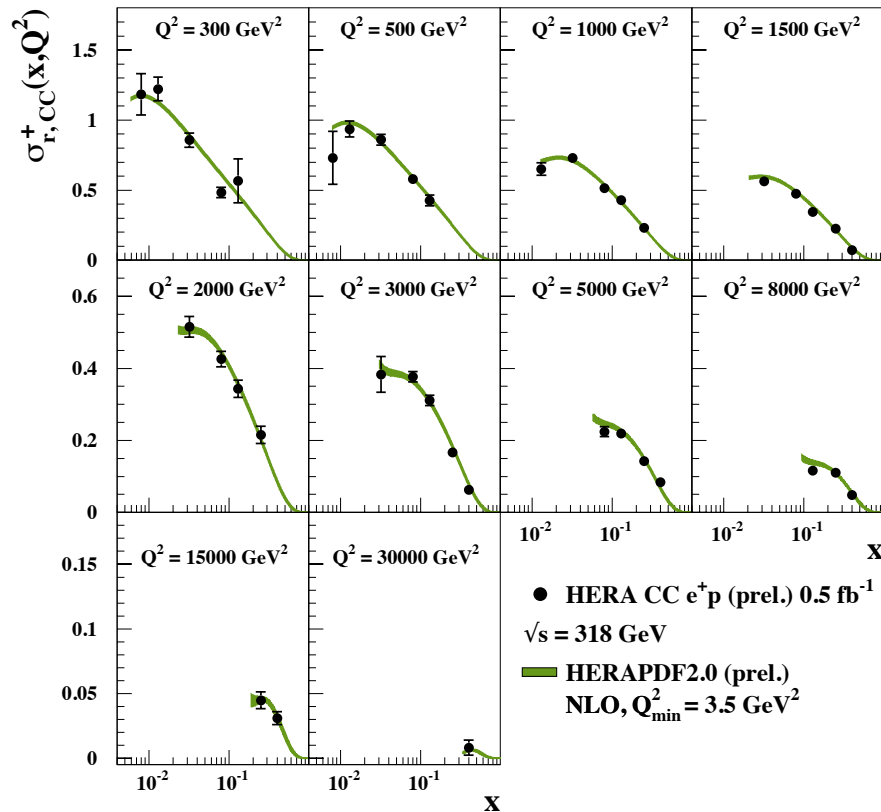 σ⁺r,CC(x,Q²)
Q² = 300 GeV²
Q² = 500 GeV²
Q² = 1000 GeV²
Q² = 1500 GeV²
1.5
1
0.5
0
Q² = 2000 GeV²
Q² = 3000 GeV²
Q² = 5000 GeV²
Q² = 8000 GeV²
0.6
0.4
0.2
0
10⁻² 10⁻¹ 10⁻² 10⁻¹
x
Q² = 15000 GeV²
Q² = 30000 GeV²
0.15
0.1
0.05
0
10⁻² 10⁻¹ 10⁻² 10⁻¹
x
HERA CC e⁺p (prel.) 0.5 fb⁻¹
√s = 318 GeV
HERAPDF2.0 (prel.)
NLO, Q²min = 3.5 GeV²